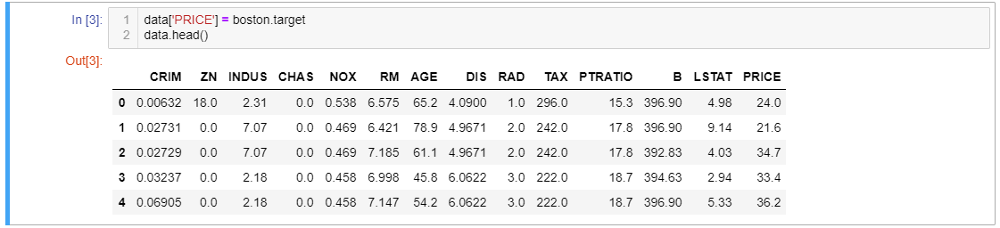 In [3]:
1 data['PRICE'] = boston.target
2 data.head()
Out[3]:
CRIM ZN INDUS CHAS NOX RM AGE DIS RAD TAX PTRATIO B LSTAT PRICE
0 0.00632 18.0 2.31 0.0 0.538 6.575 65.2 4.0900 1.0 296.0 15.3 396.90 4.98 24.0
1 0.02731 0.0 7.07 0.0 0.469 6.421 78.9 4.9671 2.0 242.0 17.8 396.90 9.14 21.6
2 0.02729 0.0 7.07 0.0 0.469 7.185 61.1 4.9671 2.0 242.0 17.8 392.83 4.03 34.7
3 0.03237 0.0 2.18 0.0 0.458 6.998 45.8 6.0622 3.0 222.0 18.7 394.63 2.94 33.4
4 0.06905 0.0 2.18 0.0 0.458 7.147 54.2 6.0622 3.0 222.0 18.7 396.90 5.33 36.2